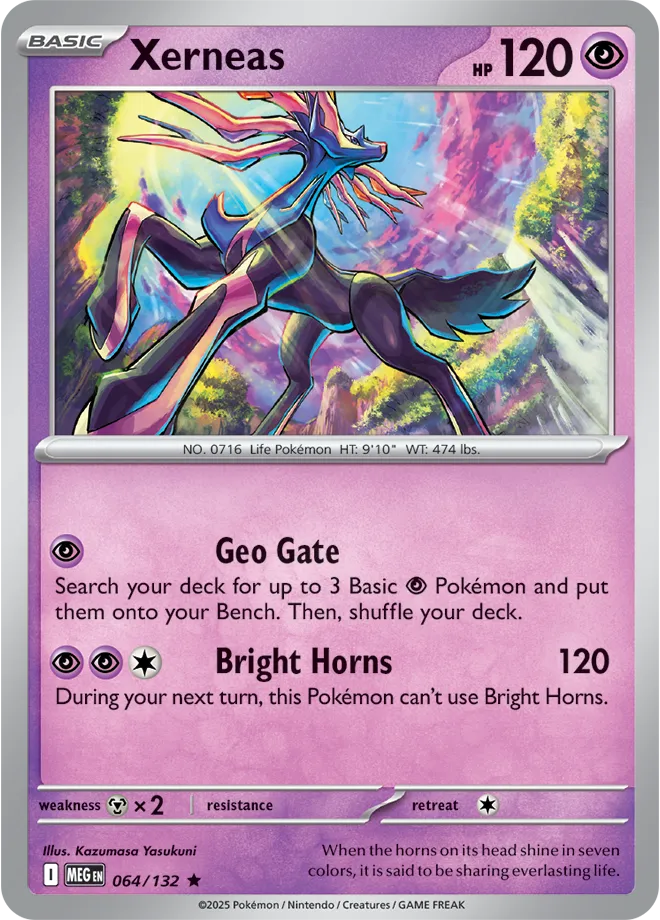 BASIC
Xerneas
HP 120
NO. 0716 Life Pokémon HT: 9'10" WT: 474 lbs.
Geo Gate
Search your deck for up to 3 Basic Pokémon and put
them onto your Bench. Then, shuffle your deck.
Bright Horns 120
During your next turn, this Pokémon can't use Bright Horns.
weakness ×2 resistance retreat
Illus. Kazumasa Yasukuni
When the horns on its head shine in seven
colors, it is said to be sharing everlasting life.
I MEG EN 064/132 ★
©2025 Pokémon / Nintendo / Creatures / GAME FREAK